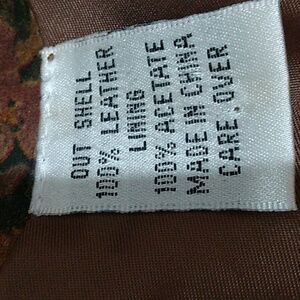 OUT SHELL
100% LEATHER
LINING
100% ACETATE
MADE IN CHINA
CARE OVER